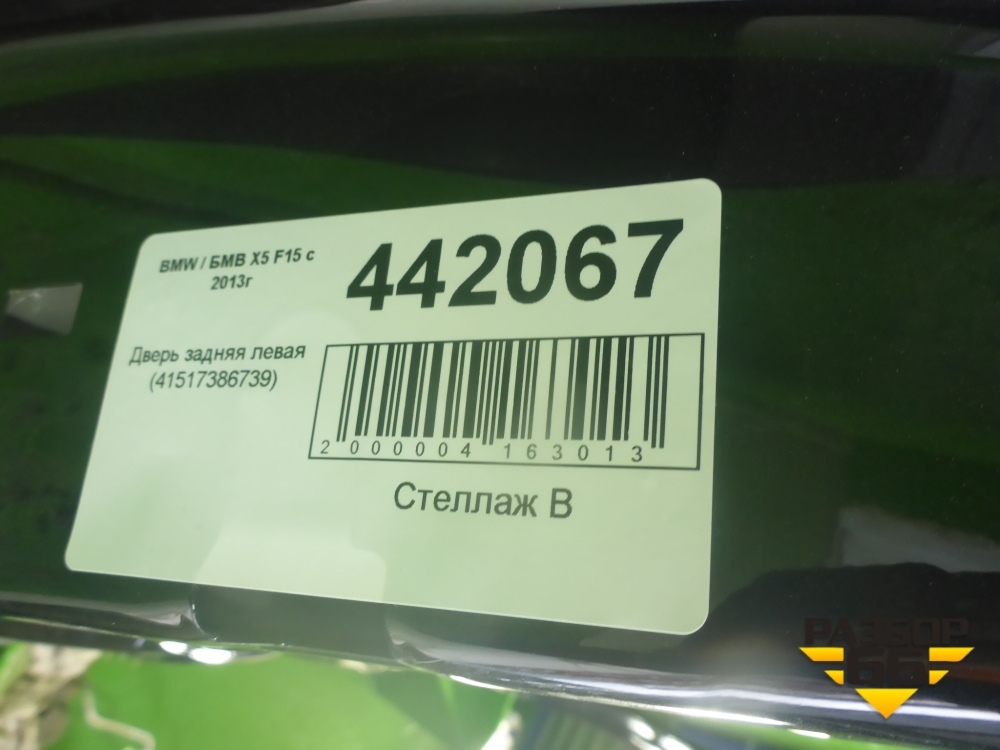 BMW / БМВ X5 F15 с
2013г
442067
Дверь задняя левая
(41517386739)
2 000004 163013
Стеллаж В
РАЗБОР
66